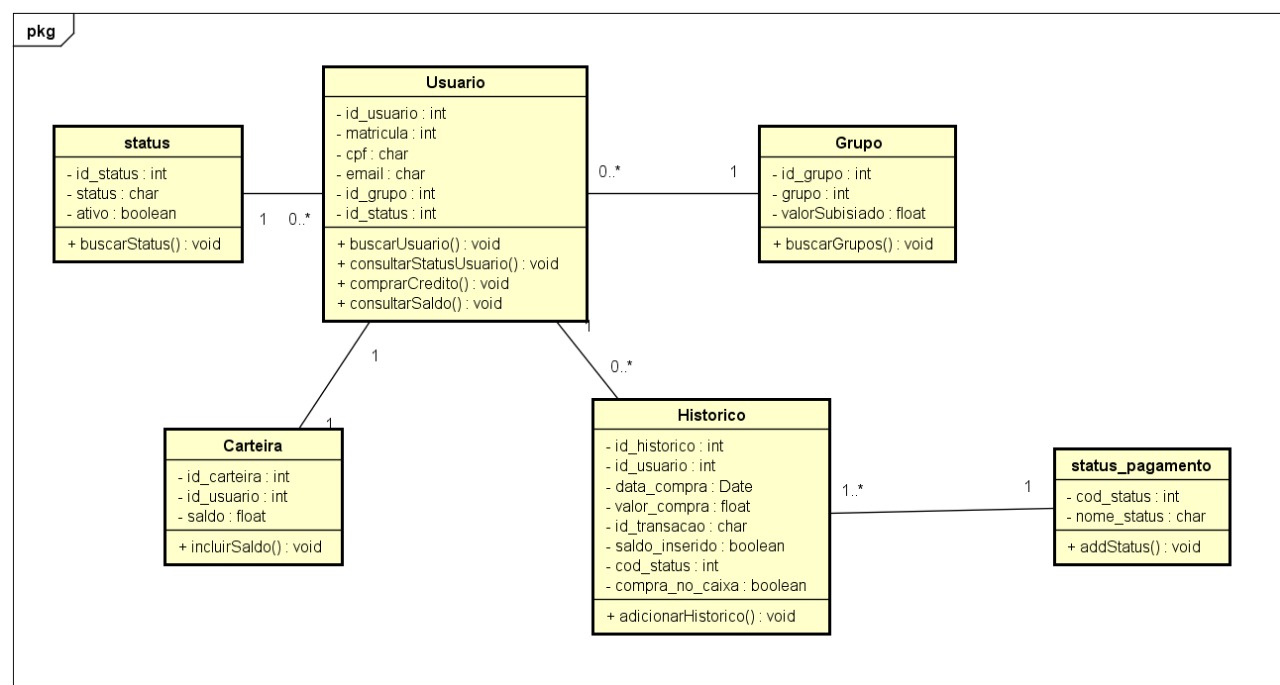 pkg
Usuario
- id_usuario : int
- matricula : int
- cpf : char
- email : char
- id_grupo : int
- id_status : int
+ buscarUsuario() : void
+ consultarStatusUsuario() : void
+ comprarCredito() : void
+ consultarSaldo() : void
status
- id_status : int
- status : char
- ativo : boolean
+ buscarStatus() : void
1
0..*
Grupo
- id_grupo : int
- grupo : int
- valorSubisiado : float
+ buscarGrupos() : void
0..*
1
1
1
1
0..*
Carteira
- id_carteira : int
- id_usuario : int
- saldo : float
+ incluirSaldo() : void
Historico
- id_historico : int
- id_usuario : int
- data_compra : Date
- valor_compra : float
- id_transacao : char
- saldo_inserido : boolean
- cod_status : int
- compra_no_caixa : boolean
+ adicionarHistorico() : void
1..*
1
status_pagamento
- cod_status : int
- nome_status : char
+ addStatus() : void